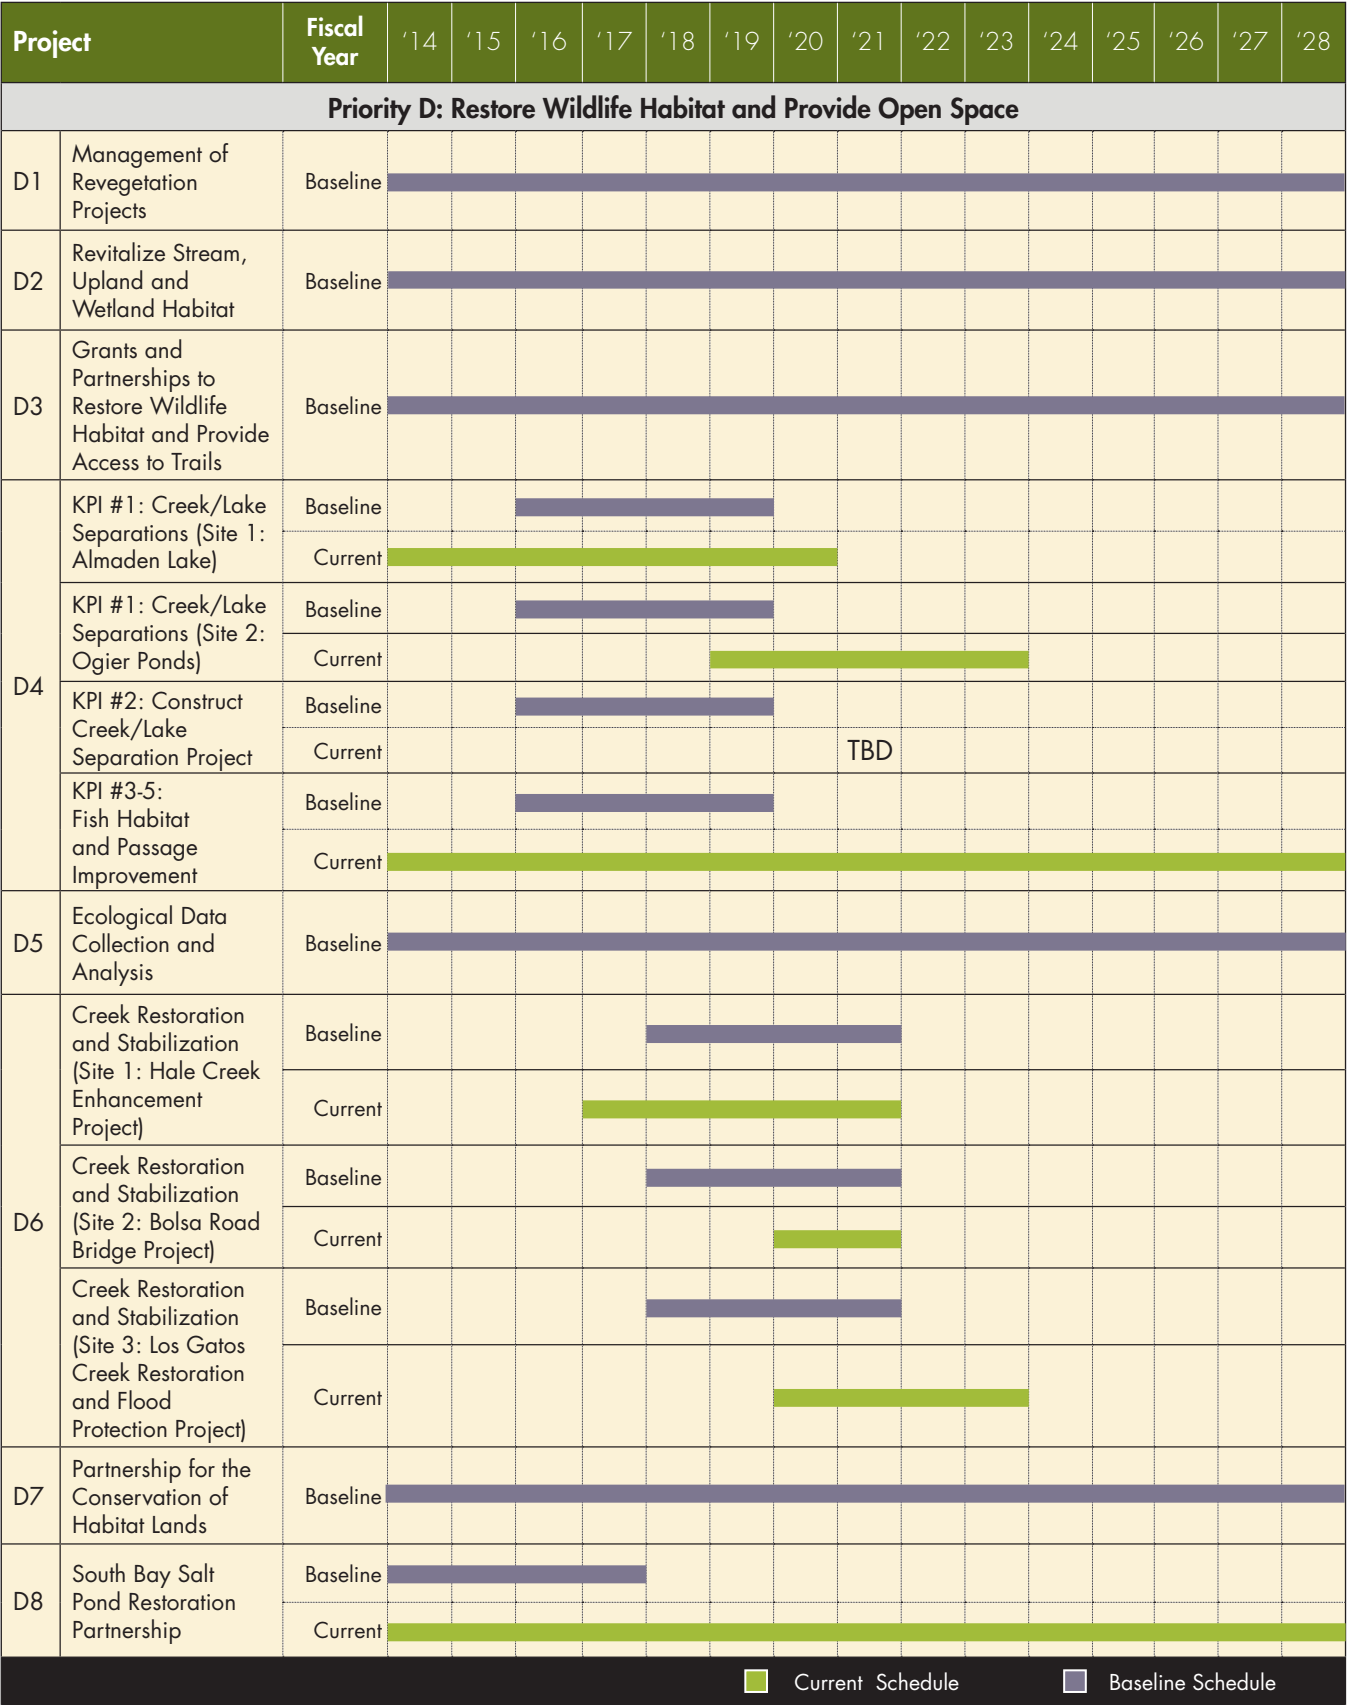 Project
Fiscal
Year
‘14 ‘15 ‘16 ‘17 ‘18 ‘19 ‘20 ‘21 ‘22 ‘23 ‘24 ‘25 ‘26 ‘27 ‘28
Priority D: Restore Wildlife Habitat and Provide Open Space
D1
Management of
Revegetation
Projects
Baseline
D2
Revitalize Stream,
Upland and
Wetland Habitat
Baseline
D3
Grants and
Partnerships to
Restore Wildlife
Habitat and Provide
Access to Trails
Baseline
D4
KPI #1: Creek/Lake
Separations (Site 1:
Almaden Lake)
Baseline
Current
KPI #1: Creek/Lake
Separations (Site 2:
Ogier Ponds)
Baseline
Current
KPI #2: Construct
Creek/Lake
Separation Project
Baseline
Current
TBD
KPI #3-5:
Fish Habitat
and Passage
Improvement
Baseline
Current
D5
Ecological Data
Collection and
Analysis
Baseline
D6
Creek Restoration
and Stabilization
(Site 1: Hale Creek
Enhancement
Project)
Baseline
Current
Creek Restoration
and Stabilization
(Site 2: Bolsa Road
Bridge Project)
Baseline
Current
Creek Restoration
and Stabilization
(Site 3: Los Gatos
Creek Restoration
and Flood
Protection Project)
Baseline
Current
D7
Partnership for the
Conservation of
Habitat Lands
Baseline
D8
South Bay Salt
Pond Restoration
Partnership
Baseline
Current
Current Schedule
Baseline Schedule